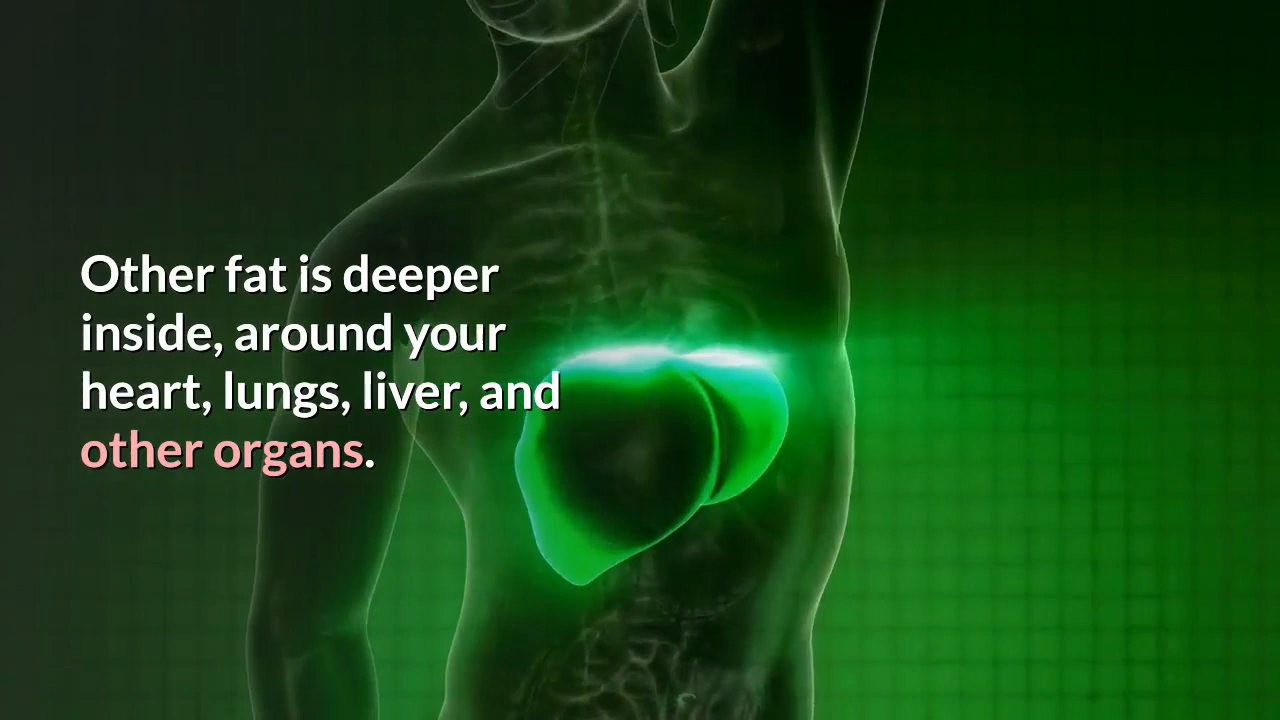 Other fat is deeper
inside, around your
heart, lungs, liver, and
other organs.